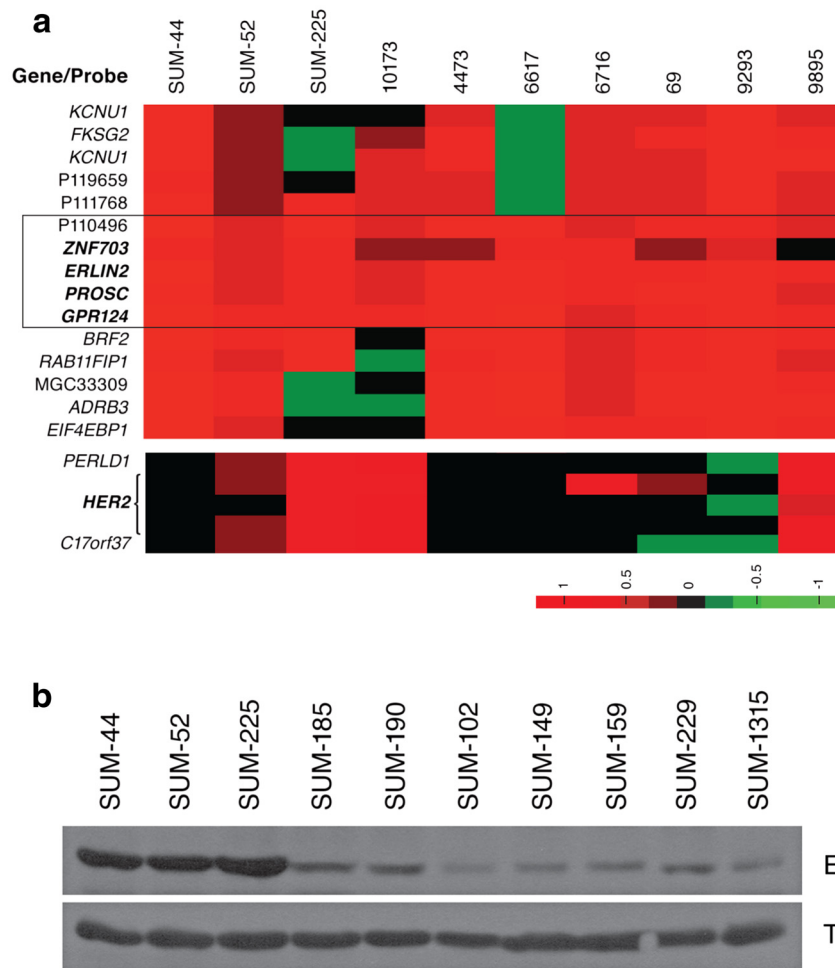 a
Gene/Probe SUM-44 SUM-52 SUM-225 10173 4473 6617 6716 69 9293 9895
KCNU1
FKSG2
KCNU1
P119659
P111768
P110496
ZNF703
ERLIN2
PROSC
GPR124
BRF2
RAB11FIP1
MGC33309
ADRB3
EIF4EBP1
PERLD1
HER2
C17orf37
1 0.5 0 -0.5 -1
b
SUM-44 SUM-52 SUM-225 SUM-185 SUM-190 SUM-102 SUM-149 SUM-159 SUM-229 SUM-1315
E
T